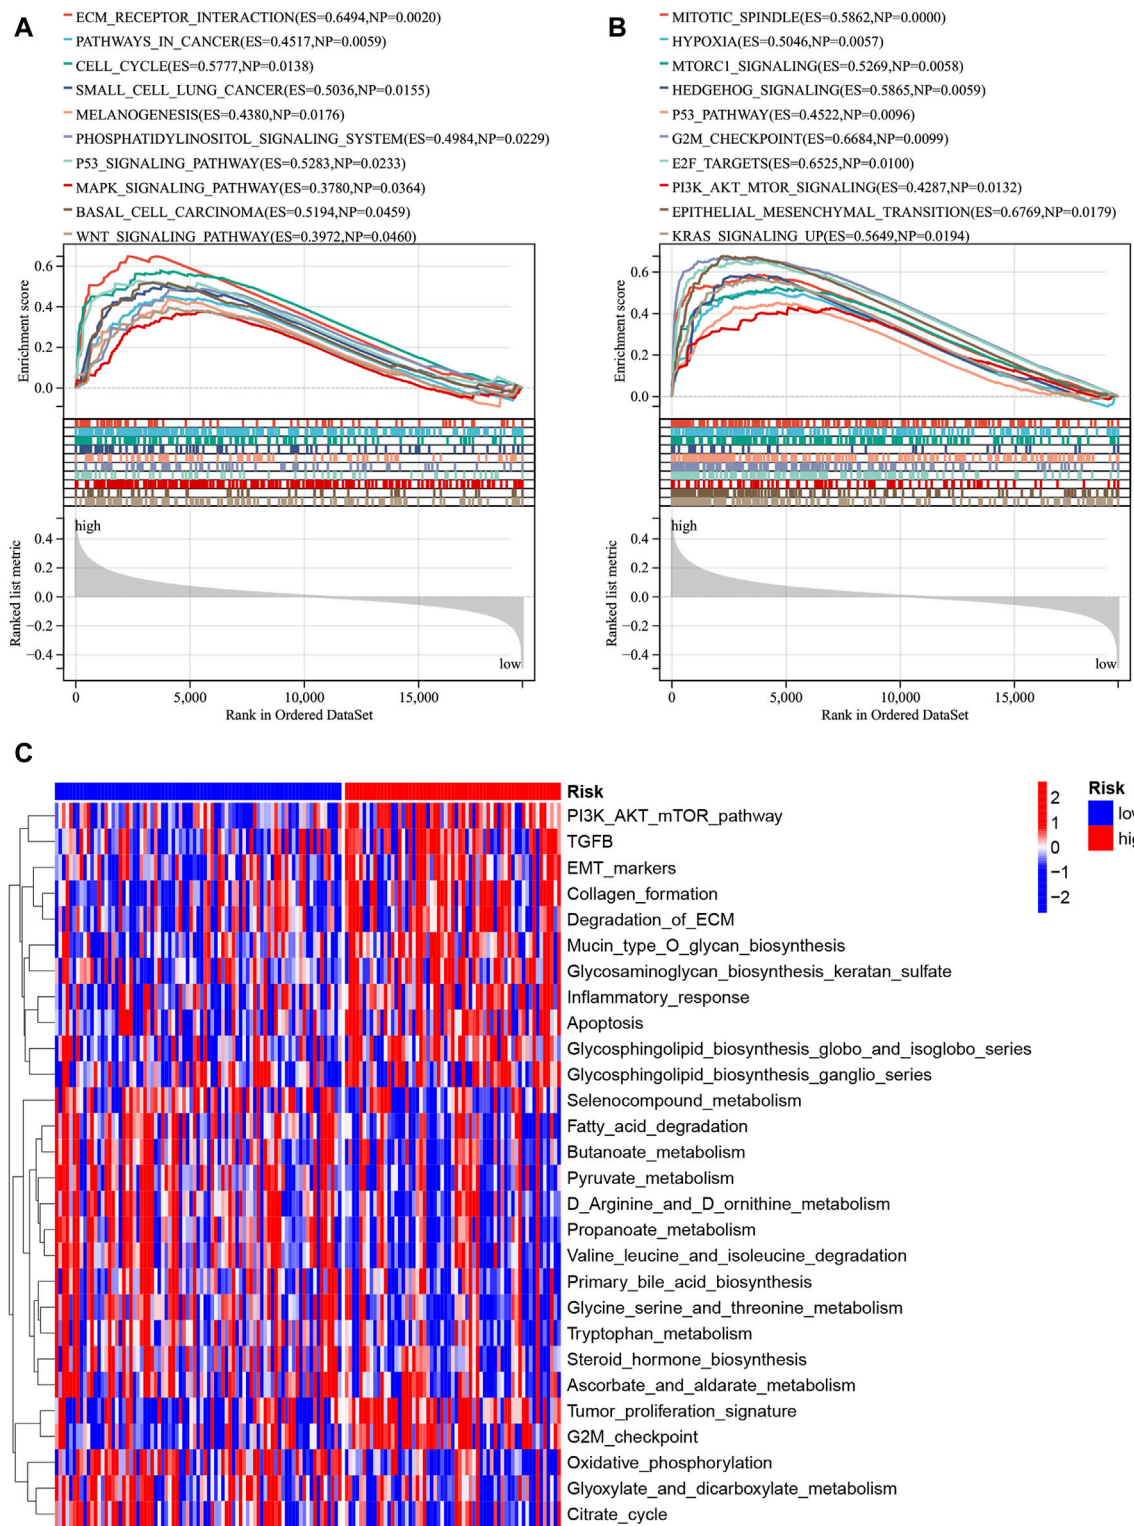 A
ECM_RECEPTOR_INTERACTION(ES=0.6494,NP=0.0020)
PATHWAYS_IN_CANCER(ES=0.4517,NP=0.0059)
CELL_CYCLE(ES=0.5777,NP=0.0138)
SMALL_CELL_LUNG_CANCER(ES=0.5036,NP=0.0155)
MELANOGENESIS(ES=0.4380,NP=0.0176)
PHOSPHATIDYLINOSITOL_SIGNALING_SYSTEM(ES=0.4984,NP=0.0229)
P53_SIGNALING_PATHWAY(ES=0.5283,NP=0.0233)
MAPK_SIGNALING_PATHWAY(ES=0.3780,NP=0.0364)
BASAL_CELL_CARCINOMA(ES=0.5194,NP=0.0459)
WNT_SIGNALING_PATHWAY(ES=0.3972,NP=0.0460)
Enrichment score
0.6
0.4
0.2
0.0
high
Ranked list metric
0.4
0.2
0.0
−0.2
−0.4
low
0 5,000 10,000 15,000
Rank in Ordered DataSet
B
MITOTIC_SPINDLE(ES=0.5862,NP=0.0000)
HYPOXIA(ES=0.5046,NP=0.0057)
MTORC1_SIGNALING(ES=0.5269,NP=0.0058)
HEDGEHOG_SIGNALING(ES=0.5865,NP=0.0059)
P53_PATHWAY(ES=0.4522,NP=0.0096)
G2M_CHECKPOINT(ES=0.6684,NP=0.0099)
E2F_TARGETS(ES=0.6525,NP=0.0100)
PI3K_AKT_MTOR_SIGNALING(ES=0.4287,NP=0.0132)
EPITHELIAL_MESENCHYMAL_TRANSITION(ES=0.6769,NP=0.0179)
KRAS_SIGNALING_UP(ES=0.5649,NP=0.0194)
Enrichment score
0.6
0.4
0.2
0.0
high
Ranked list metric
0.4
0.2
0.0
−0.2
−0.4
low
0 5,000 10,000 15,000
Rank in Ordered DataSet
C
Risk
PI3K_AKT_mTOR_pathway
TGFB
EMT_markers
Collagen_formation
Degradation_of_ECM
Mucin_type_O_glycan_biosynthesis
Glycosaminoglycan_biosynthesis_keratan_sulfate
Inflammatory_response
Apoptosis
Glycosphingolipid_biosynthesis_globo_and_isoglobo_series
Glycosphingolipid_biosynthesis_ganglio_series
Selenocompound_metabolism
Fatty_acid_degradation
Butanoate_metabolism
Pyruvate_metabolism
D_Arginine_and_D_ornithine_metabolism
Propanoate_metabolism
Valine_leucine_and_isoleucine_degradation
Primary_bile_acid_biosynthesis
Glycine_serine_and_threonine_metabolism
Tryptophan_metabolism
Steroid_hormone_biosynthesis
Ascorbate_and_aldarate_metabolism
Tumor_proliferation_signature
G2M_checkpoint
Oxidative_phosphorylation
Glyoxylate_and_dicarboxylate_metabolism
Citrate_cycle
2
1
0
−1
−2
Risk